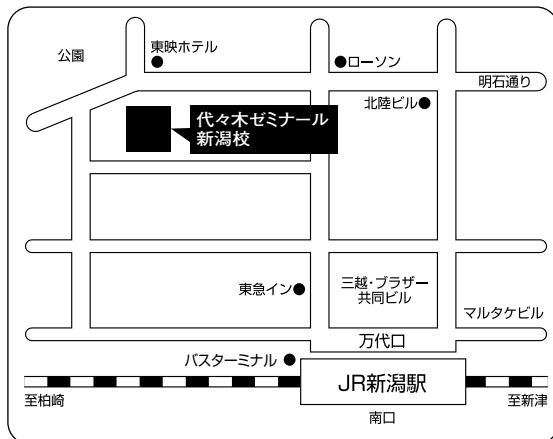 公園
東映ホテル
ローソン
明石通り
北陸ビル
代々木ゼミナール
新潟校
東急イン
三越・ブラザー
共同ビル
マルタケビル
万代口
バスターミナル
JR新潟駅
至柏崎
至新津
南口